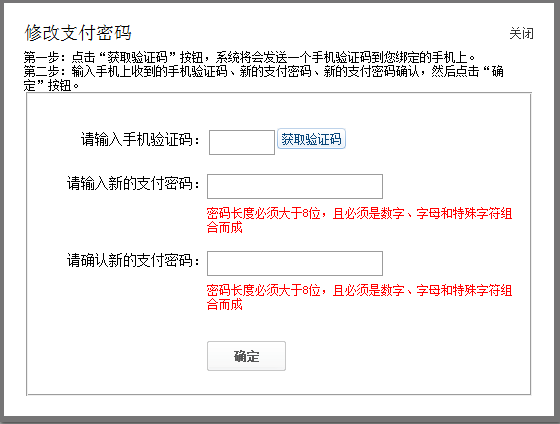 修改支付密码
关闭
第一步：点击“获取验证码”按钮，系统将会发送一个手机验证码到您绑定的手机上。
第二步：输入手机上收到的手机验证码、新的支付密码、新的支付密码确认，然后点击“确
定”按钮。
请输入手机验证码： 获取验证码
请输入新的支付密码：
密码长度必须大于8位，且必须是数字、字母和特殊字符组
合而成
请确认新的支付密码：
密码长度必须大于8位，且必须是数字、字母和特殊字符组
合而成
确定